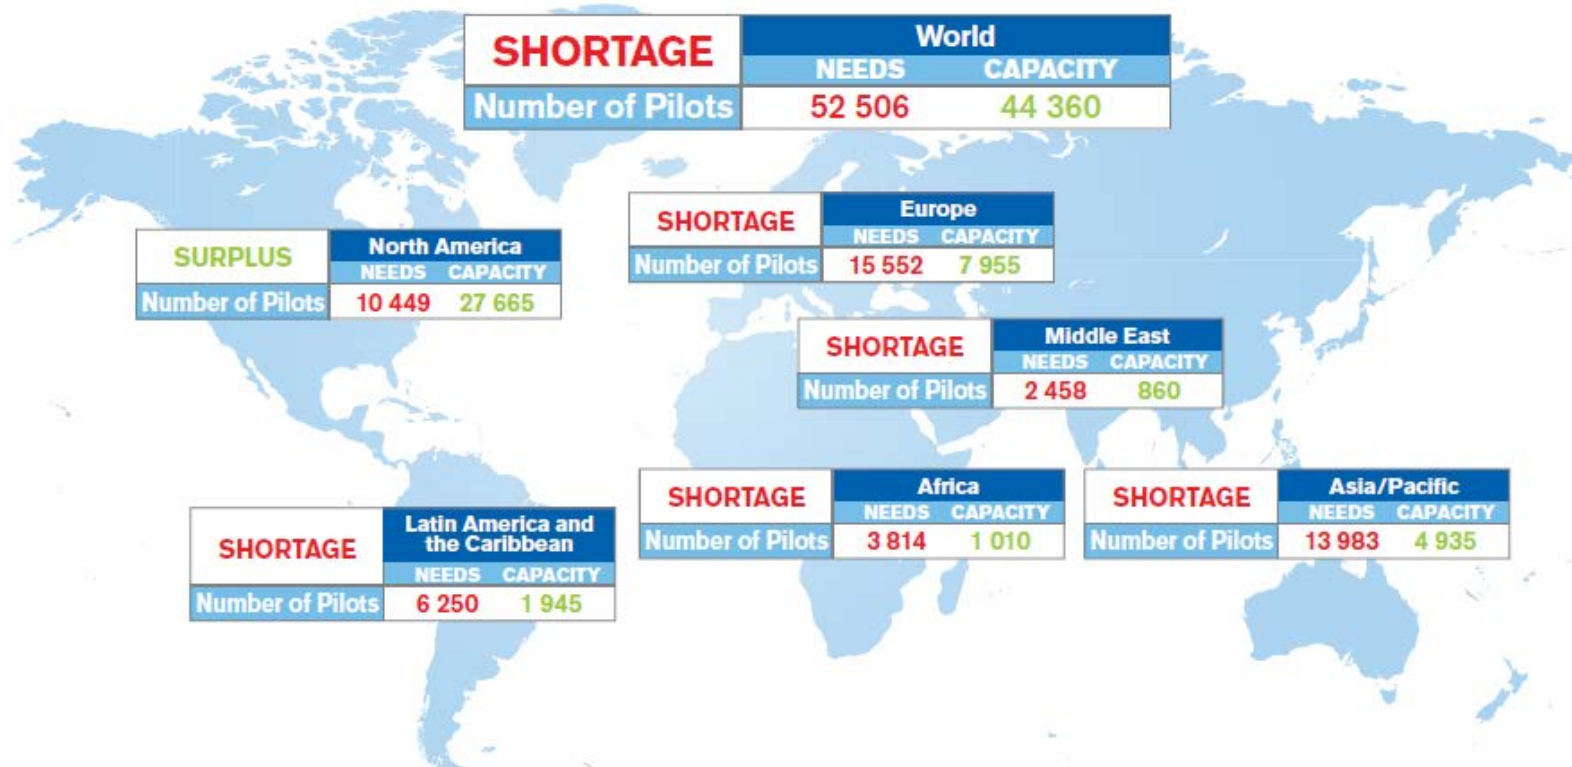 SHORTAGE World
NEEDS CAPACITY
Number of Pilots 52 506 44 360
SHORTAGE Europe
NEEDS CAPACITY
Number of Pilots 15 552 7 955
SURPLUS North America
NEEDS CAPACITY
Number of Pilots 10 449 27 665
SHORTAGE Middle East
NEEDS CAPACITY
Number of Pilots 2 458 860
SHORTAGE Africa
NEEDS CAPACITY
Number of Pilots 3 814 1 010
SHORTAGE Asia/Pacific
NEEDS CAPACITY
Number of Pilots 13 983 4 935
SHORTAGE Latin America and
the Caribbean
NEEDS CAPACITY
Number of Pilots 6 250 1 945